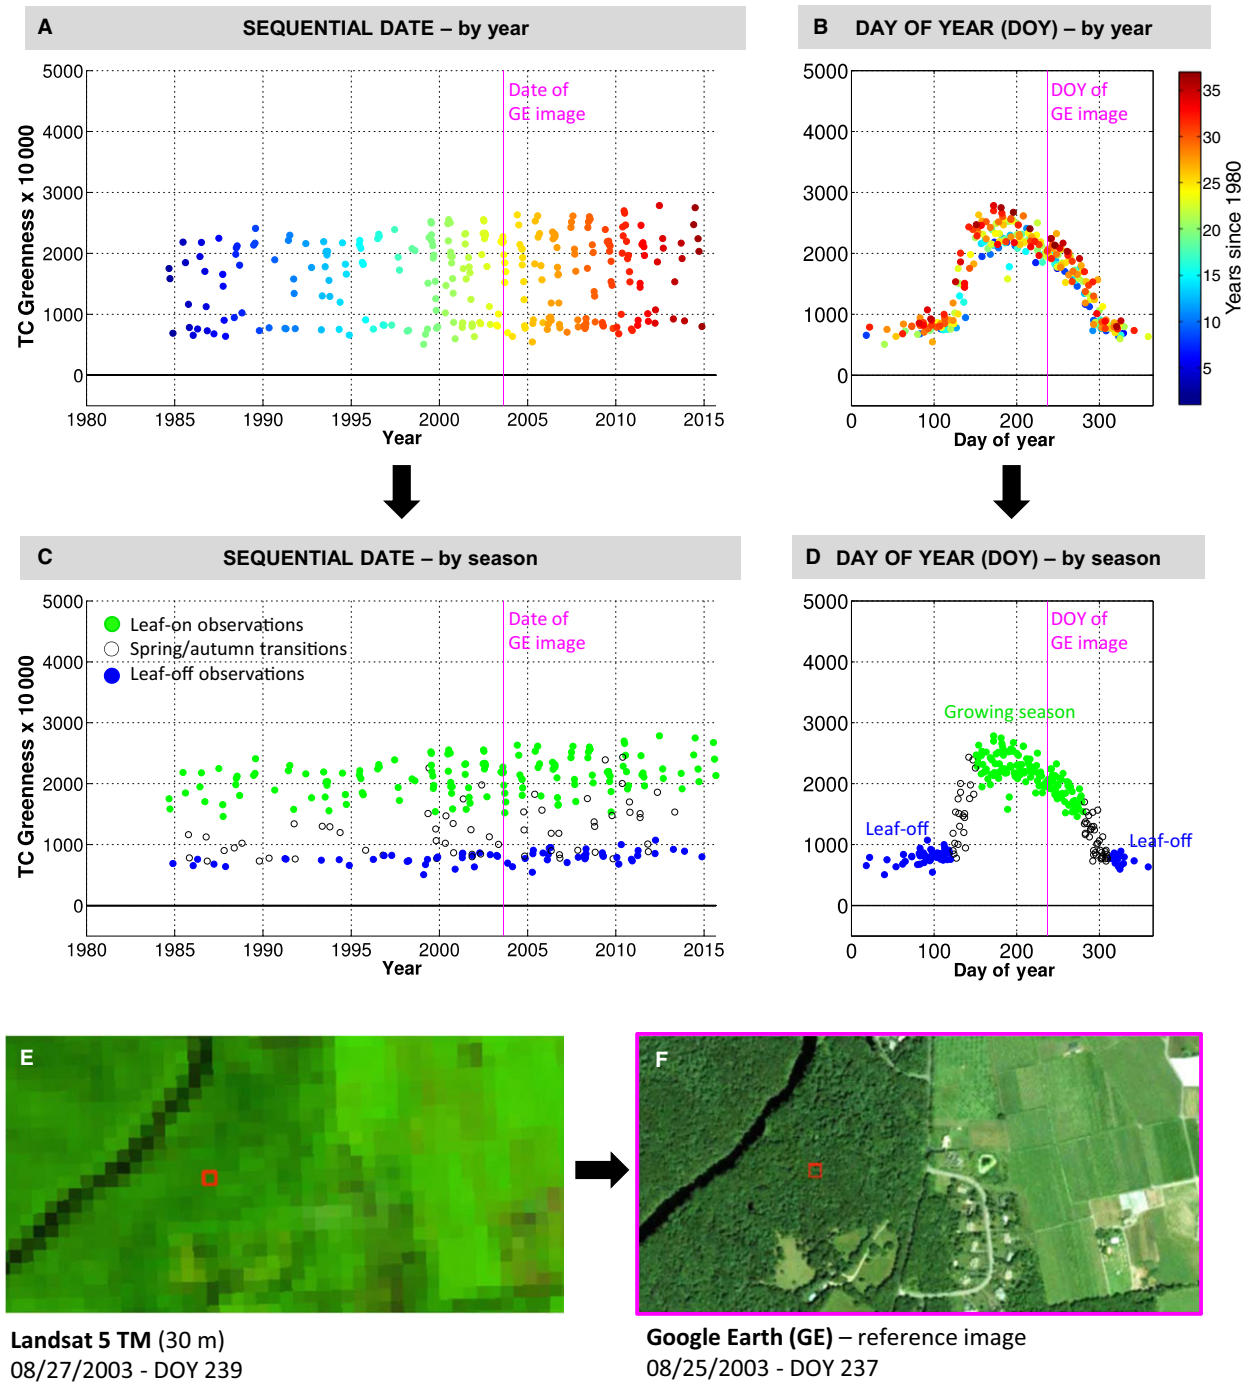 A SEQUENTIAL DATE – by year
B DAY OF YEAR (DOY) – by year
TC Greenness x 10 000
5000
4000
3000
2000
1000
0
Date of
GE image
1980 1985 1990 1995 2000 2005 2010 2015
Year
5000
4000
3000
2000
1000
0
DOY of
GE image
0 100 200 300
Day of year
35
30
25
20
15
10
5
Years since 1980
C SEQUENTIAL DATE – by season
D DAY OF YEAR (DOY) – by season
TC Greenness x 10 000
5000
4000
3000
2000
1000
0
Leaf-on observations
Spring/autumn transitions
Leaf-off observations
Date of
GE image
1980 1985 1990 1995 2000 2005 2010 2015
Year
5000
4000
3000
2000
1000
0
DOY of
GE image
Growing season
Leaf-off
Leaf-off
0 100 200 300
Day of year
E
F
Landsat 5 TM (30 m)
08/27/2003 - DOY 239
Google Earth (GE) – reference image
08/25/2003 - DOY 237